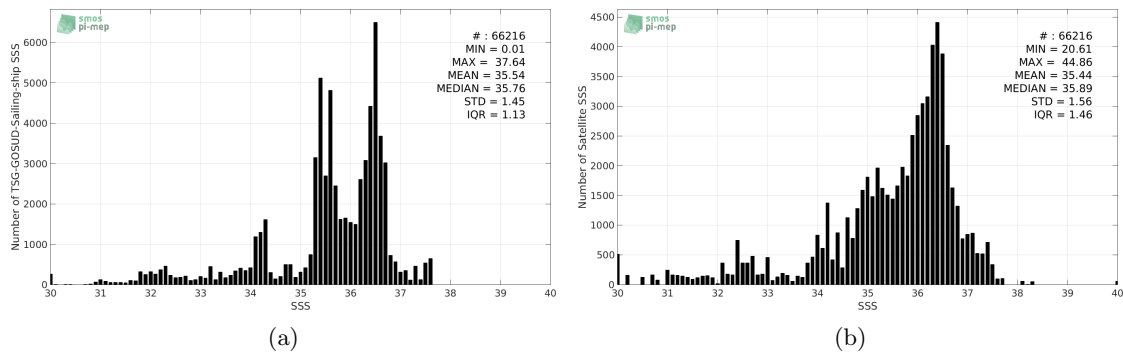 smos
pi-mep
# : 66216
MIN = 0.01
MAX = 37.64
MEAN = 35.54
MEDIAN = 35.76
STD = 1.45
IQR = 1.13
Number of TSG-GOSUD-Sailing-ship SSS
6000
5000
4000
3000
2000
1000
0
30 31 32 33 34 35 36 37 38 39 40
SSS
(a)
smos
pi-mep
# : 66216
MIN = 20.61
MAX = 44.86
MEAN = 35.44
MEDIAN = 35.89
STD = 1.56
IQR = 1.46
Number of Satellite SSS
4500
4000
3500
3000
2500
2000
1500
1000
500
0
30 31 32 33 34 35 36 37 38 39 40
SSS
(b)